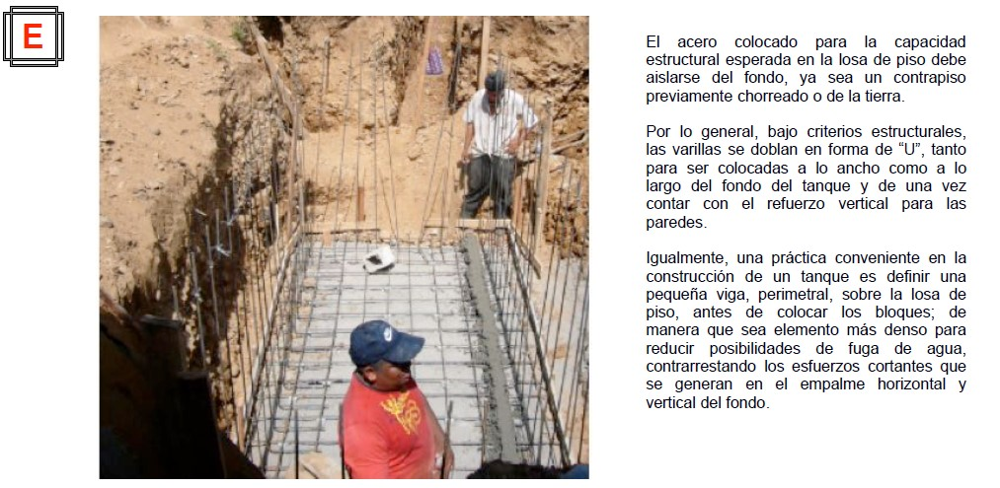 E
El acero colocado para la capacidad
estructural esperada en la losa de piso debe
aislarse del fondo, ya sea un contrapiso
previamente chorreado o de la tierra.
Por lo general, bajo criterios estructurales,
las varillas se doblan en forma de “U”, tanto
para ser colocadas a lo ancho como a lo
largo del fondo del tanque y de una vez
contar con el refuerzo vertical para las
paredes.
Igualmente, una práctica conveniente en la
construcción de un tanque es definir una
pequeña viga, perimetral, sobre la losa de
piso, antes de colocar los bloques; de
manera que sea elemento más denso para
reducir posibilidades de fuga de agua,
contrarrestando los esfuerzos cortantes que
se generan en el empalme horizontal y
vertical del fondo.